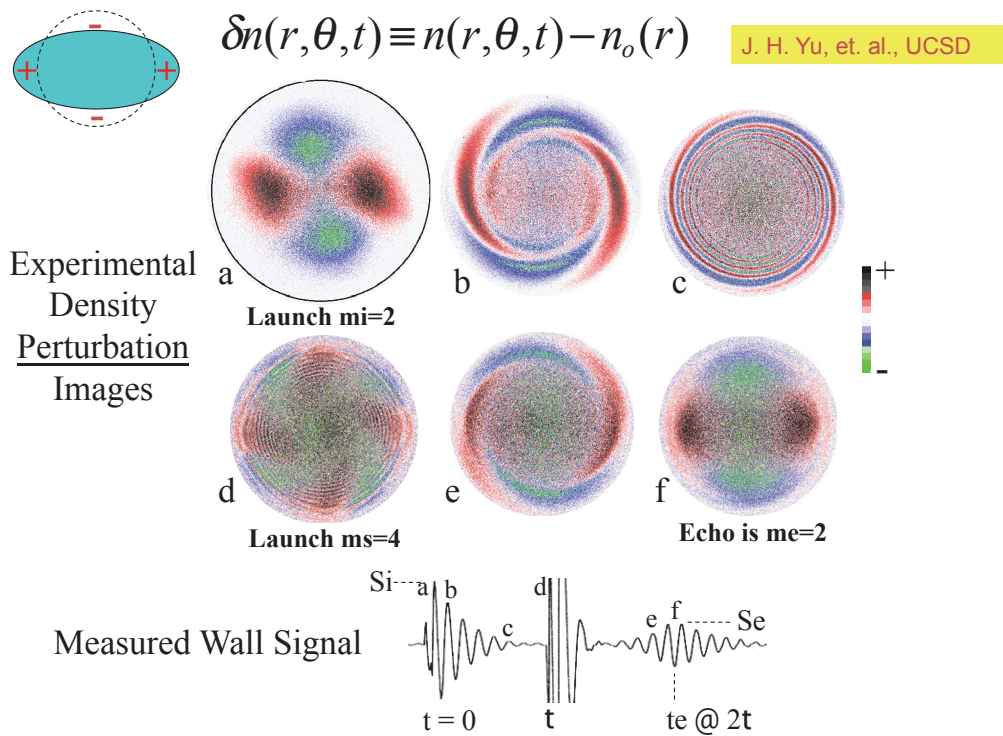 δn(r,θ,t) ≡ n(r,θ,t) − n_o(r)
J. H. Yu, et. al., UCSD
- 
+ +
-
Experimental
Density
Perturbation
Images
a b c
Launch mi=2
+
-
d e f
Launch ms=4 Echo is me=2
Measured Wall Signal
Si a b c d e f Se
t = 0 t te @ 2t